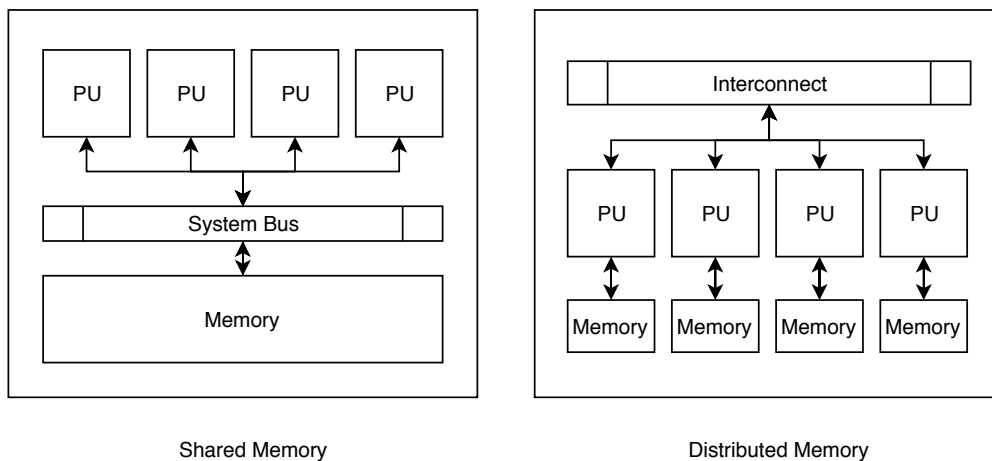 PU PU PU PU
System Bus
Memory
Shared Memory
Interconnect
PU PU PU PU
Memory Memory Memory Memory
Distributed Memory